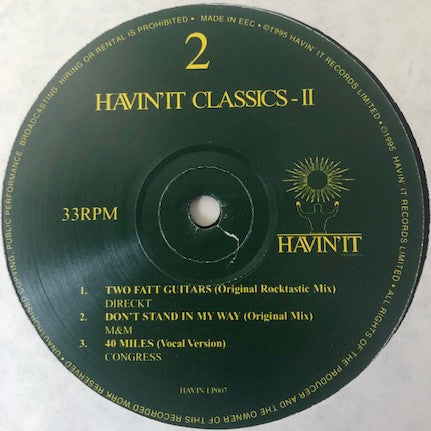 UNAUTHORISED COPYING PUBLIC PERFORMANCE BROADCASTING HIRING OR RENTAL IS PROHIBITED • MADE IN EEC • ©1995 HAVIN' IT RECORDS LIMITED • ℗1995 HAVIN' IT RECORDS LIMITED • ALL RIGHTS OF THE PRODUCER AND THE OWNER OF THIS RECORDED WORK RESERVED •
2
HAVIN' IT CLASSICS - II
33RPM
HAVIN' IT
1. TWO FATT GUITARS (Original Rocktastic Mix)
DIRECKT
2. DON'T STAND IN MY WAY (Original Mix)
M&M
3. 40 MILES (Vocal Version)
CONGRESS
HAVIN LP007